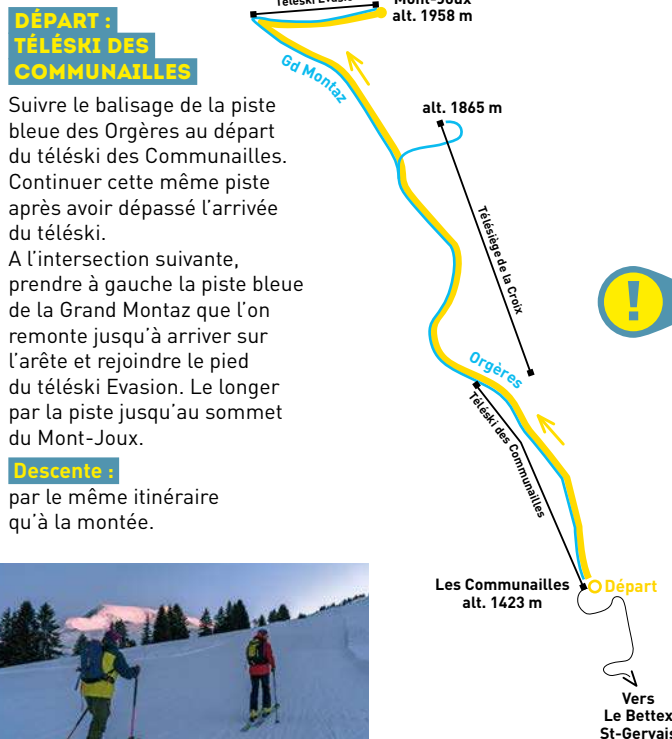 DÉPART :
TÉLÉSKI DES
COMMUNAILLES
Suivre le balisage de la piste
bleue des Orgères au départ
du téléski des Communailles.
Continuer cette même piste
après avoir dépassé l’arrivée
du téléski.
A l’intersection suivante,
prendre à gauche la piste bleue
de la Grand Montaz que l’on
remonte jusqu’à arriver sur
l’arête et rejoindre le pied
du téléski Evasion. Le longer
par la piste jusqu’au sommet
du Mont-Joux.
Descente :
par le même itinéraire
qu’à la montée.
Téléski Evasion
Mont-Joux
alt. 1958 m
Gd Montaz
alt. 1865 m
Télésiège de la Croix
!
Orgères
Téléski des Communailles
Les Communailles
alt. 1423 m
Départ
Vers
Le Bettex
St-Gervais